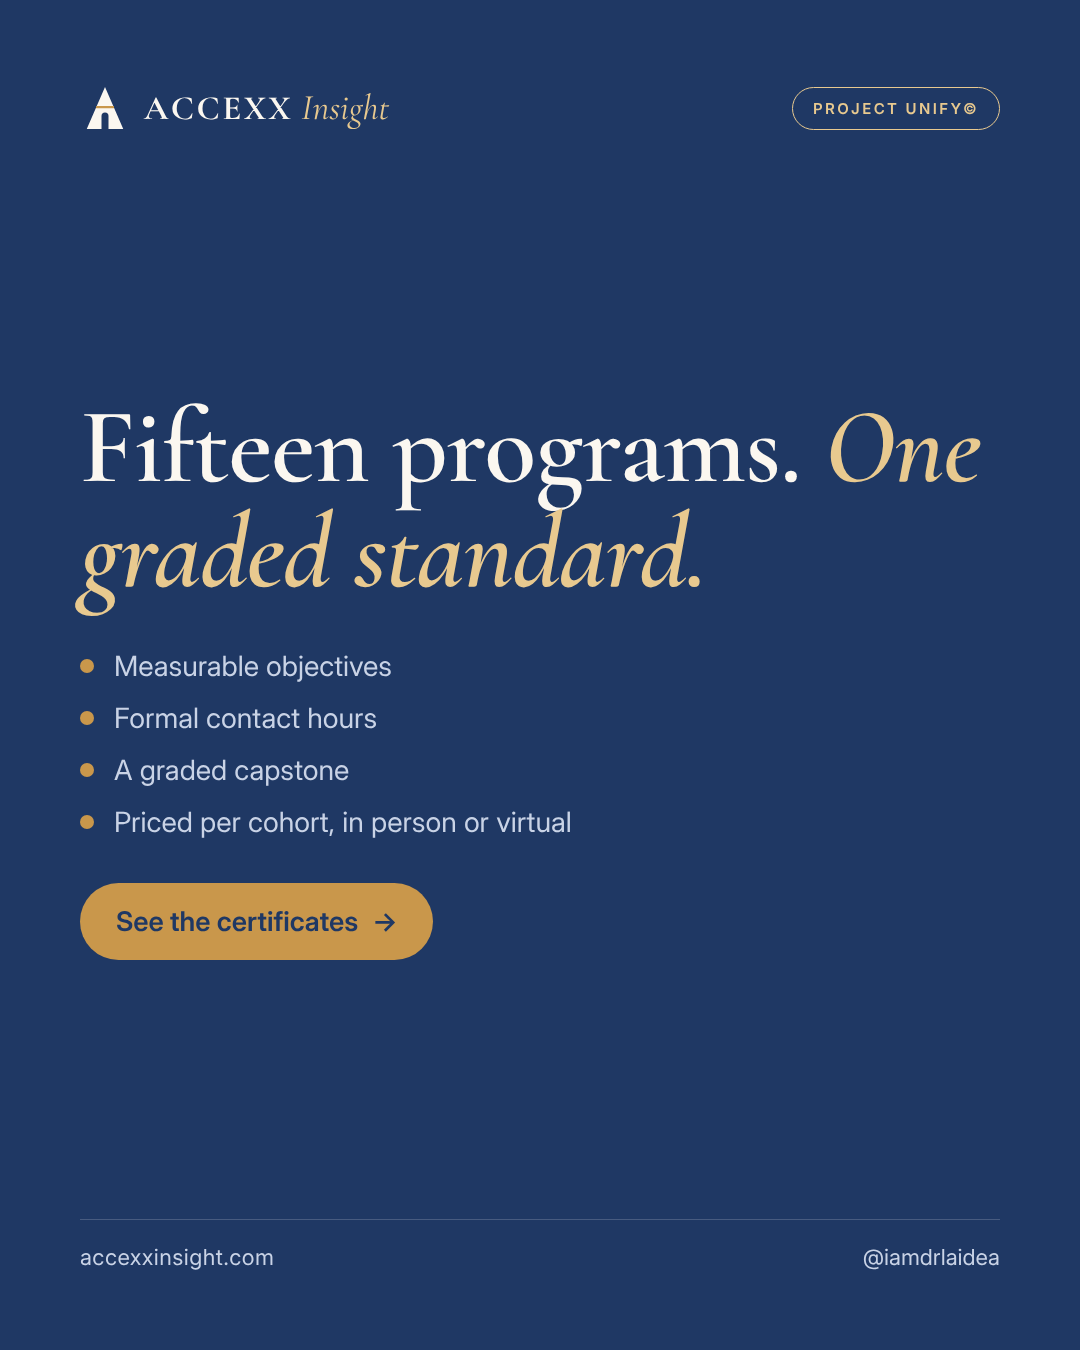 ACCEXX Insight
PROJECT UNIFY©
Fifteen programs. One
graded standard.
Measurable objectives
Formal contact hours
A graded capstone
Priced per cohort, in person or virtual
See the certificates →
accexxinsight.com
@iamdrlaidea